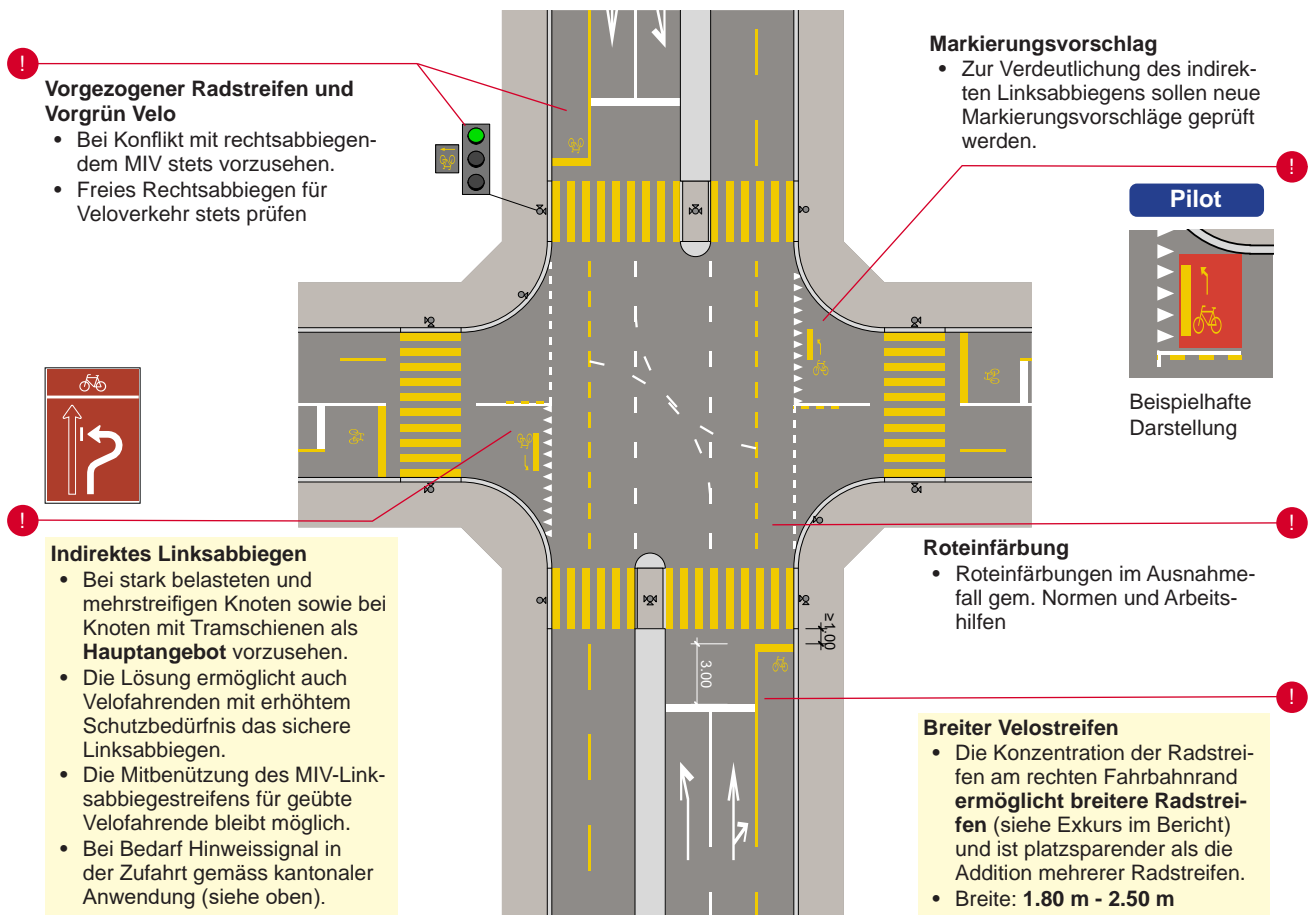 !
Vorgezogener Radstreifen und
Vorgrün Velo
• Bei Konflikt mit rechtsabbiegen-
dem MIV stets vorzusehen.
• Freies Rechtsabbiegen für
Veloverkehr stets prüfen
Markierungsvorschlag
• Zur Verdeutlichung des indirek-
ten Linksabbiegens sollen neue
Markierungsvorschläge geprüft
werden.
!
Pilot
Beispielhafte
Darstellung
!
Indirektes Linksabbiegen
• Bei stark belasteten und
mehrstreifigen Knoten sowie bei
Knoten mit Tramschienen als
Hauptangebot vorzusehen.
• Die Lösung ermöglicht auch
Velofahrenden mit erhöhtem
Schutzbedürfnis das sichere
Linksabbiegen.
• Die Mitbenützung des MIV-Link-
sabbiegestreifens für geübte
Velofahrende bleibt möglich.
• Bei Bedarf Hinweissignal in
der Zufahrt gemäss kantonaler
Anwendung (siehe oben).
!
Roteinfärbung
• Roteinfärbungen im Ausnahme-
fall gem. Normen und Arbeits-
hilfen
≥1.00
3.00
!
Breiter Velostreifen
• Die Konzentration der Radstrei-
fen am rechten Fahrbahnrand
ermöglicht breitere Radstrei-
fen (siehe Exkurs im Bericht)
und ist platzsparender als die
Addition mehrerer Radstreifen.
• Breite: 1.80 m - 2.50 m